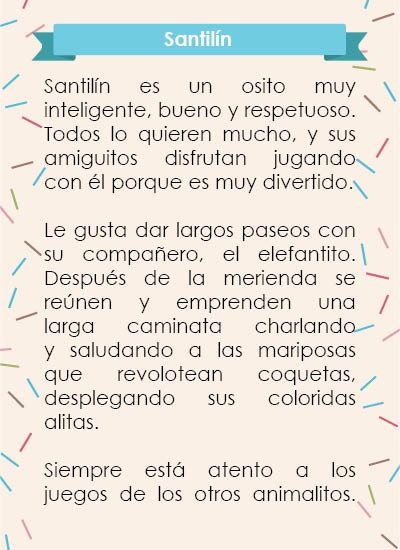 Santilín
Santilín es un osito muy
inteligente, bueno y respetuoso.
Todos lo quieren mucho, y sus
amiguitos disfrutan jugando
con él porque es muy divertido.
Le gusta dar largos paseos con
su compañero, el elefantito.
Después de la merienda se
reúnen y emprenden una
larga caminata charlando
y saludando a las mariposas
que revolotean coquetas,
desplegando sus coloridas
alitas.
Siempre está atento a los
juegos de los otros animalitos.